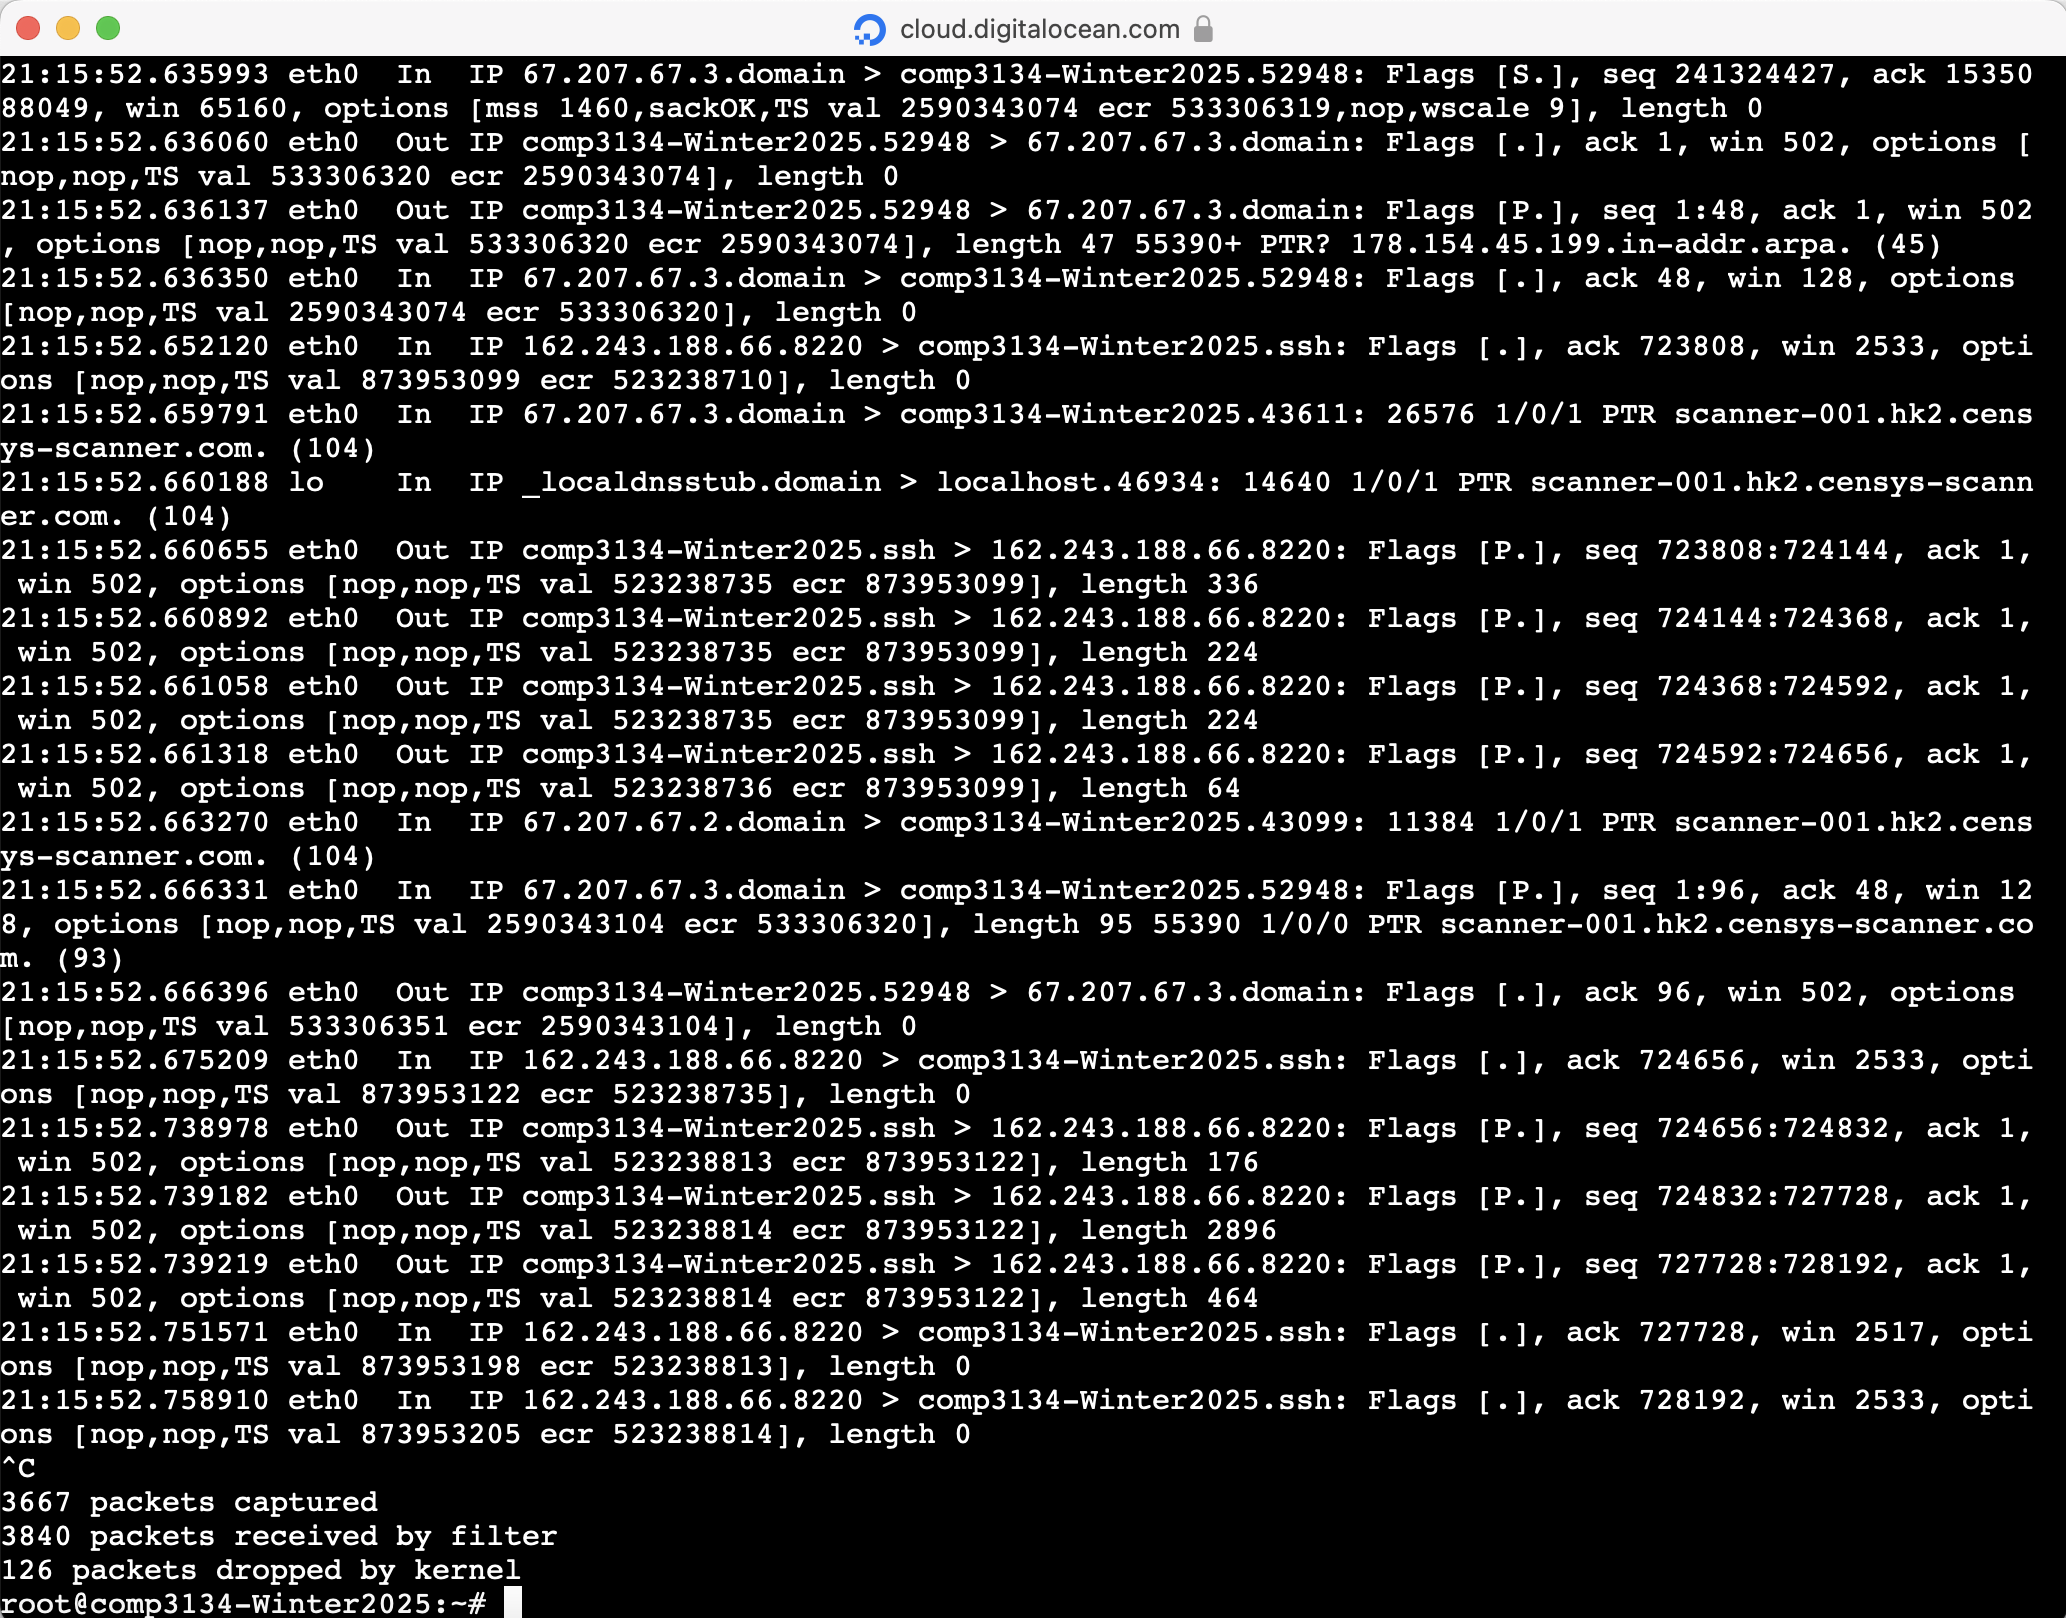 cloud.digitalocean.com
21:15:52.635993 eth0  In  IP 67.207.67.3.domain > comp3134-Winter2025.52948: Flags [S.], seq 241324427, ack 15350
88049, win 65160, options [mss 1460,sackOK,TS val 2590343074 ecr 533306319,nop,wscale 9], length 0
21:15:52.636060 eth0  Out IP comp3134-Winter2025.52948 > 67.207.67.3.domain: Flags [.], ack 1, win 502, options [
nop,nop,TS val 533306320 ecr 2590343074], length 0
21:15:52.636137 eth0  Out IP comp3134-Winter2025.52948 > 67.207.67.3.domain: Flags [P.], seq 1:48, ack 1, win 502
, options [nop,nop,TS val 533306320 ecr 2590343074], length 47 55390+ PTR? 178.154.45.199.in-addr.arpa. (45)
21:15:52.636350 eth0  In  IP 67.207.67.3.domain > comp3134-Winter2025.52948: Flags [.], ack 48, win 128, options
[nop,nop,TS val 2590343074 ecr 533306320], length 0
21:15:52.652120 eth0  In  IP 162.243.188.66.8220 > comp3134-Winter2025.ssh: Flags [.], ack 723808, win 2533, opti
ons [nop,nop,TS val 873953099 ecr 523238710], length 0
21:15:52.659791 eth0  In  IP 67.207.67.3.domain > comp3134-Winter2025.43611: 26576 1/0/1 PTR scanner-001.hk2.cens
ys-scanner.com. (104)
21:15:52.660188 lo    In  IP _localdnsstub.domain > localhost.46934: 14640 1/0/1 PTR scanner-001.hk2.censys-scann
er.com. (104)
21:15:52.660655 eth0  Out IP comp3134-Winter2025.ssh > 162.243.188.66.8220: Flags [P.], seq 723808:724144, ack 1,
 win 502, options [nop,nop,TS val 523238735 ecr 873953099], length 336
21:15:52.660892 eth0  Out IP comp3134-Winter2025.ssh > 162.243.188.66.8220: Flags [P.], seq 724144:724368, ack 1,
 win 502, options [nop,nop,TS val 523238735 ecr 873953099], length 224
21:15:52.661058 eth0  Out IP comp3134-Winter2025.ssh > 162.243.188.66.8220: Flags [P.], seq 724368:724592, ack 1,
 win 502, options [nop,nop,TS val 523238735 ecr 873953099], length 224
21:15:52.661318 eth0  Out IP comp3134-Winter2025.ssh > 162.243.188.66.8220: Flags [P.], seq 724592:724656, ack 1,
 win 502, options [nop,nop,TS val 523238736 ecr 873953099], length 64
21:15:52.663270 eth0  In  IP 67.207.67.2.domain > comp3134-Winter2025.43099: 11384 1/0/1 PTR scanner-001.hk2.cens
ys-scanner.com. (104)
21:15:52.666331 eth0  In  IP 67.207.67.3.domain > comp3134-Winter2025.52948: Flags [P.], seq 1:96, ack 48, win 12
8, options [nop,nop,TS val 2590343104 ecr 533306320], length 95 55390 1/0/0 PTR scanner-001.hk2.censys-scanner.co
m. (93)
21:15:52.666396 eth0  Out IP comp3134-Winter2025.52948 > 67.207.67.3.domain: Flags [.], ack 96, win 502, options
[nop,nop,TS val 533306351 ecr 2590343104], length 0
21:15:52.675209 eth0  In  IP 162.243.188.66.8220 > comp3134-Winter2025.ssh: Flags [.], ack 724656, win 2533, opti
ons [nop,nop,TS val 873953122 ecr 523238735], length 0
21:15:52.738978 eth0  Out IP comp3134-Winter2025.ssh > 162.243.188.66.8220: Flags [P.], seq 724656:724832, ack 1,
 win 502, options [nop,nop,TS val 523238813 ecr 873953122], length 176
21:15:52.739182 eth0  Out IP comp3134-Winter2025.ssh > 162.243.188.66.8220: Flags [P.], seq 724832:727728, ack 1,
 win 502, options [nop,nop,TS val 523238814 ecr 873953122], length 2896
21:15:52.739219 eth0  Out IP comp3134-Winter2025.ssh > 162.243.188.66.8220: Flags [P.], seq 727728:728192, ack 1,
 win 502, options [nop,nop,TS val 523238814 ecr 873953122], length 464
21:15:52.751571 eth0  In  IP 162.243.188.66.8220 > comp3134-Winter2025.ssh: Flags [.], ack 727728, win 2517, opti
ons [nop,nop,TS val 873953198 ecr 523238813], length 0
21:15:52.758910 eth0  In  IP 162.243.188.66.8220 > comp3134-Winter2025.ssh: Flags [.], ack 728192, win 2533, opti
ons [nop,nop,TS val 873953205 ecr 523238814], length 0
^C
3667 packets captured
3840 packets received by filter
126 packets dropped by kernel
root@comp3134-Winter2025:~#